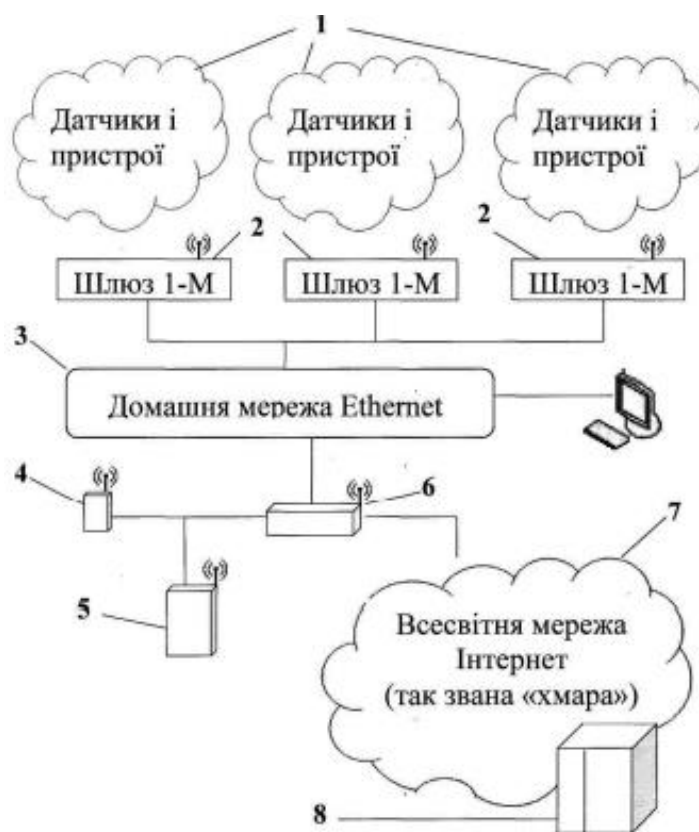 1
Датчики і
пристрої
Датчики і
пристрої
Датчики і
пристрої
2
2
Шлюз 1-М
Шлюз 1-М
Шлюз 1-М
3
Домашня мережа Ethernet
4
6
7
5
Всесвітня мережа
Інтернет
(так звана «хмара»)
8